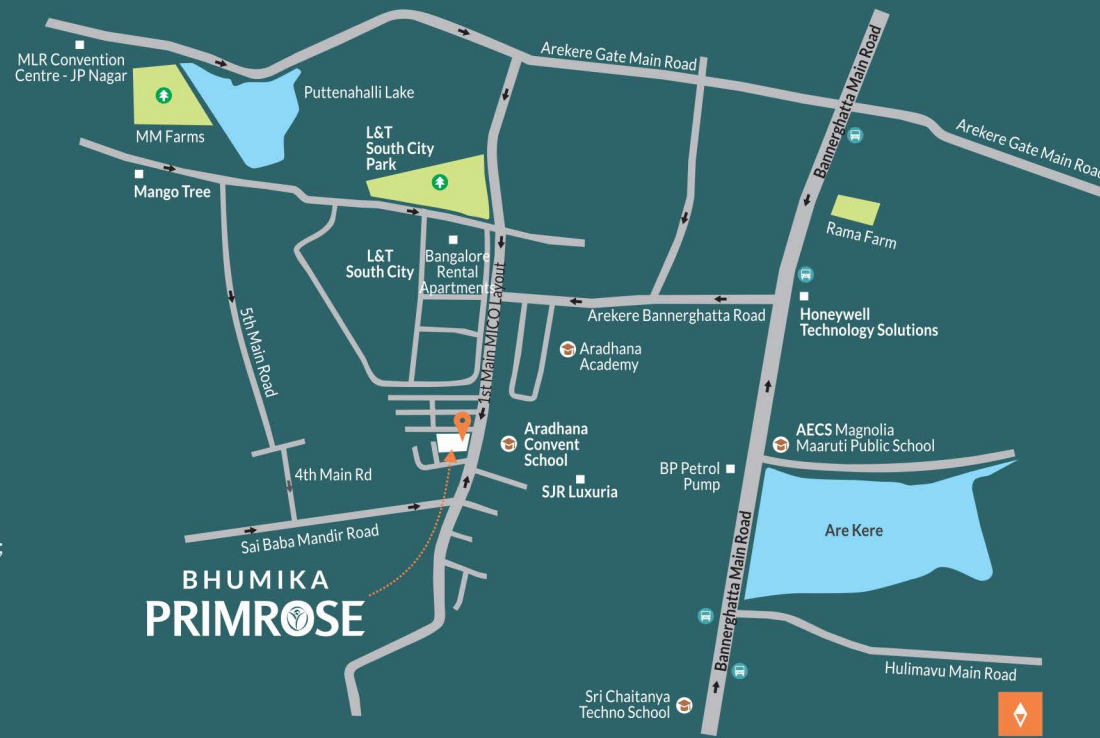 MLR Convention
Centre - JP Nagar
MM Farms
Puttenahalli Lake
Mango Tree
L&T
South City
Park
Arekere Gate Main Road
Bannerghatta Main Road
Arekere Gate Main Road
Rama Farm
L&T
South City
Bangalore
Rental
Apartments
1st Main MICO Layout
Arekere Bannerghatta Road
Honeywell
Technology Solutions
5th Main Road
Aradhana
Academy
Aradhana
Convent
School
SJR Luxuria
AECS Magnolia
Maaruti Public School
BP Petrol
Pump
4th Main Rd
Sai Baba Mandir Road
Are Kere
BHUMIKA
PRIMROSE
Bannerghatta Main Road
Hulimavu Main Road
Sri Chaitanya
Techno School